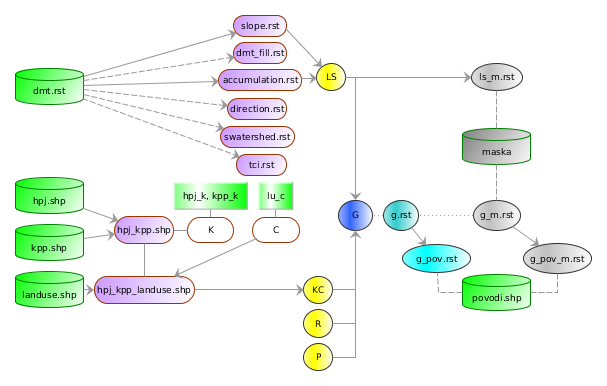 slope.rst
dmt_fill.rst
dmt.rst
accumulation.rst
LS
ls_m.rst
direction.rst
swatershed.rst
maska
tci.rst
hpj.shp
hpj_k, kpp_k
lu_c
G
g.rst
g_m.rst
hpj_kpp.shp
K
C
kpp.shp
g_pov.rst
g_pov_m.rst
landuse.shp
hpj_kpp_landuse.shp
KC
povodi.shp
R
P